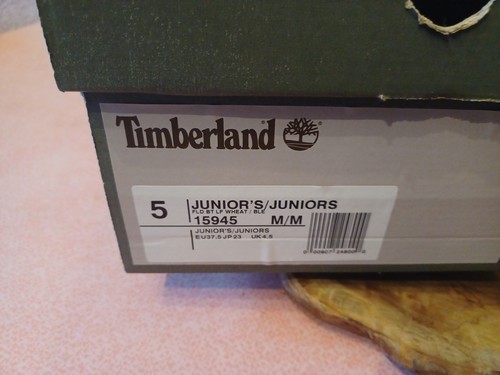 Timberland®
5
JUNIOR'S/JUNIORS
FLD BT LF WHEAT / BLE
15945 M/M
JUNIOR'S/JUNIORS
EU37.5 JP23 UK4.5